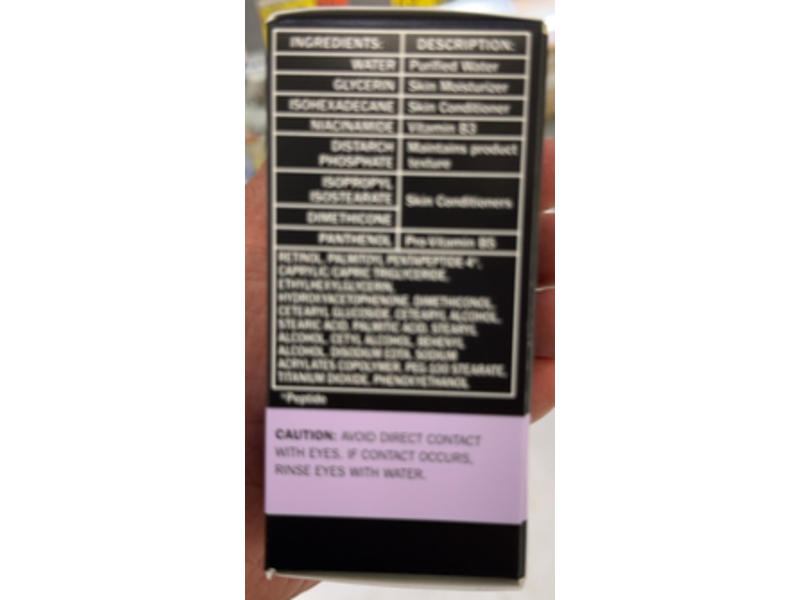 INGREDIENTS: DESCRIPTION:
WATER Purified Water
GLYCERIN Skin Moisturizer
ISOHEXADECANE Skin Conditioner
NIACINAMIDE Vitamin B3
DISTARCH Maintains product
PHOSPHATE texture
ISOPROPYL
ISOSTEARATE Skin Conditioners
DIMETHICONE
PANTHENOL Pro-Vitamin B5
RETINOL, PALMITOYL PENTAPEPTIDE-4*,
CAPRYLIC/CAPRIC TRIGLYCERIDE,
ETHYLHEXYLGLYCERIN,
HYDROXYACETOPHENONE, DIMETHICONOL,
CETEARYL GLUCOSIDE, CETEARYL ALCOHOL,
STEARIC ACID, PALMITIC ACID, STEARYL
ALCOHOL, CETYL ALCOHOL, BEHENYL
ALCOHOL, DISODIUM EDTA, SODIUM
ACRYLATES COPOLYMER, PEG-100 STEARATE,
TITANIUM DIOXIDE, PHENOXYETHANOL
*Peptide
CAUTION: AVOID DIRECT CONTACT
WITH EYES. IF CONTACT OCCURS,
RINSE EYES WITH WATER.